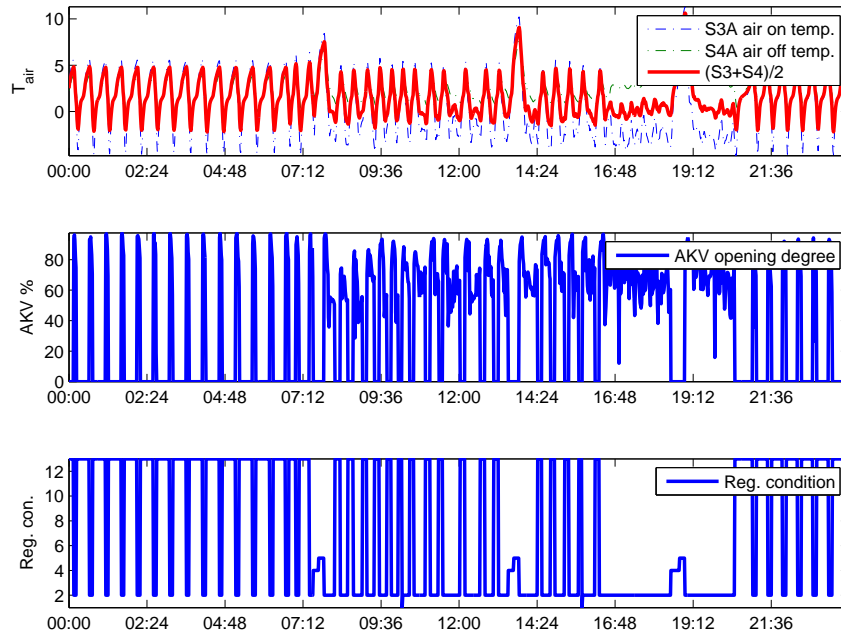 10
5
0
T_air
S3A air on temp.
S4A air off temp.
(S3+S4)/2
00:00 02:24 04:48 07:12 09:36 12:00 14:24 16:48 19:12 21:36
80
60
40
20
0
AKV %
AKV opening degree
00:00 02:24 04:48 07:12 09:36 12:00 14:24 16:48 19:12 21:36
12
10
8
6
4
2
Reg. con.
Reg. condition
00:00 02:24 04:48 07:12 09:36 12:00 14:24 16:48 19:12 21:36